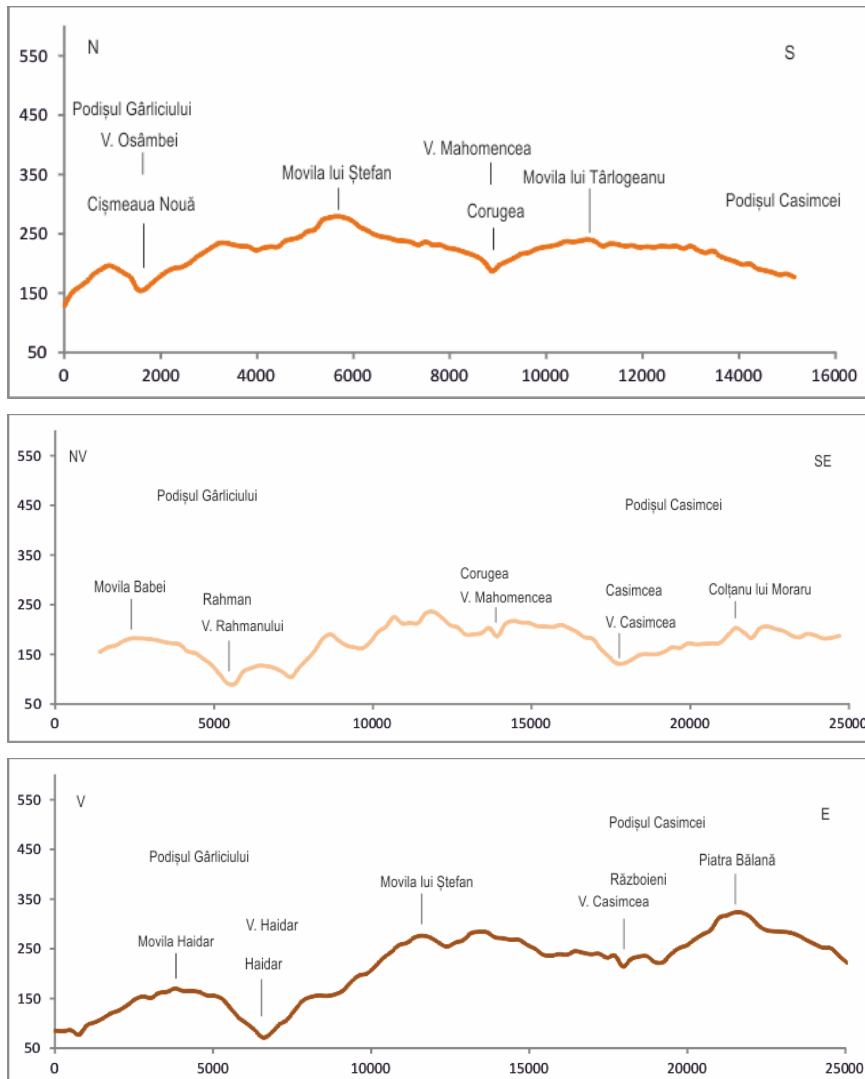 550
N
S
450
Podișul Gârliciului
V. Osâmbei
350
V. Mahomencea
Movila lui Ștefan
Movila lui Târlogeanu
Podișul Casimcei
Cișmeaua Nouă
Corugea
250
150
50
0 2000 4000 6000 8000 10000 12000 14000 16000
550
NV
SE
450
Podișul Gârliciului
Podișul Casimcei
350
Movila Babei
Corugea
Casimcea
Colțanu lui Moraru
250
Rahman
V. Mahomencea
V. Rahmanului
V. Casimcea
150
50
0 5000 10000 15000 20000 25000
550
V
E
450
Podișul Gârliciului
Podișul Casimcei
350
Movila lui Ștefan
Războieni
Piatra Bălană
V. Casimcea
V. Haidar
250
Movila Haidar
Haidar
150
50
0 5000 10000 15000 20000 25000